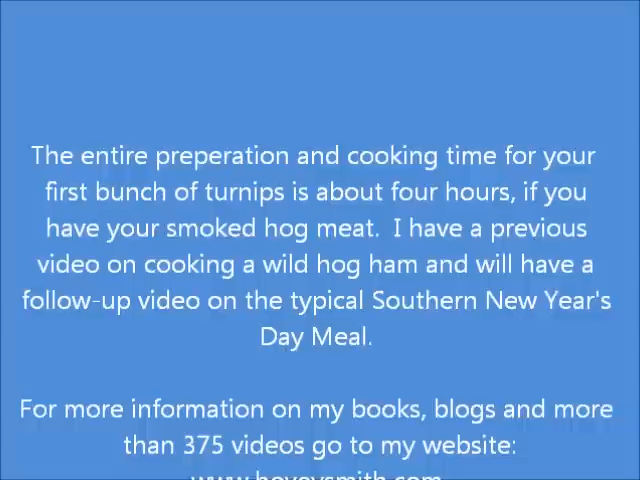 The entire preperation and cooking time for your
first bunch of turnips is about four hours, if you
have your smoked hog meat.  I have a previous
video on cooking a wild hog ham and will have a
follow-up video on the typical Southern New Year's
Day Meal.
For more information on my books, blogs and more
than 375 videos go to my website:
www.hoveysmith.com